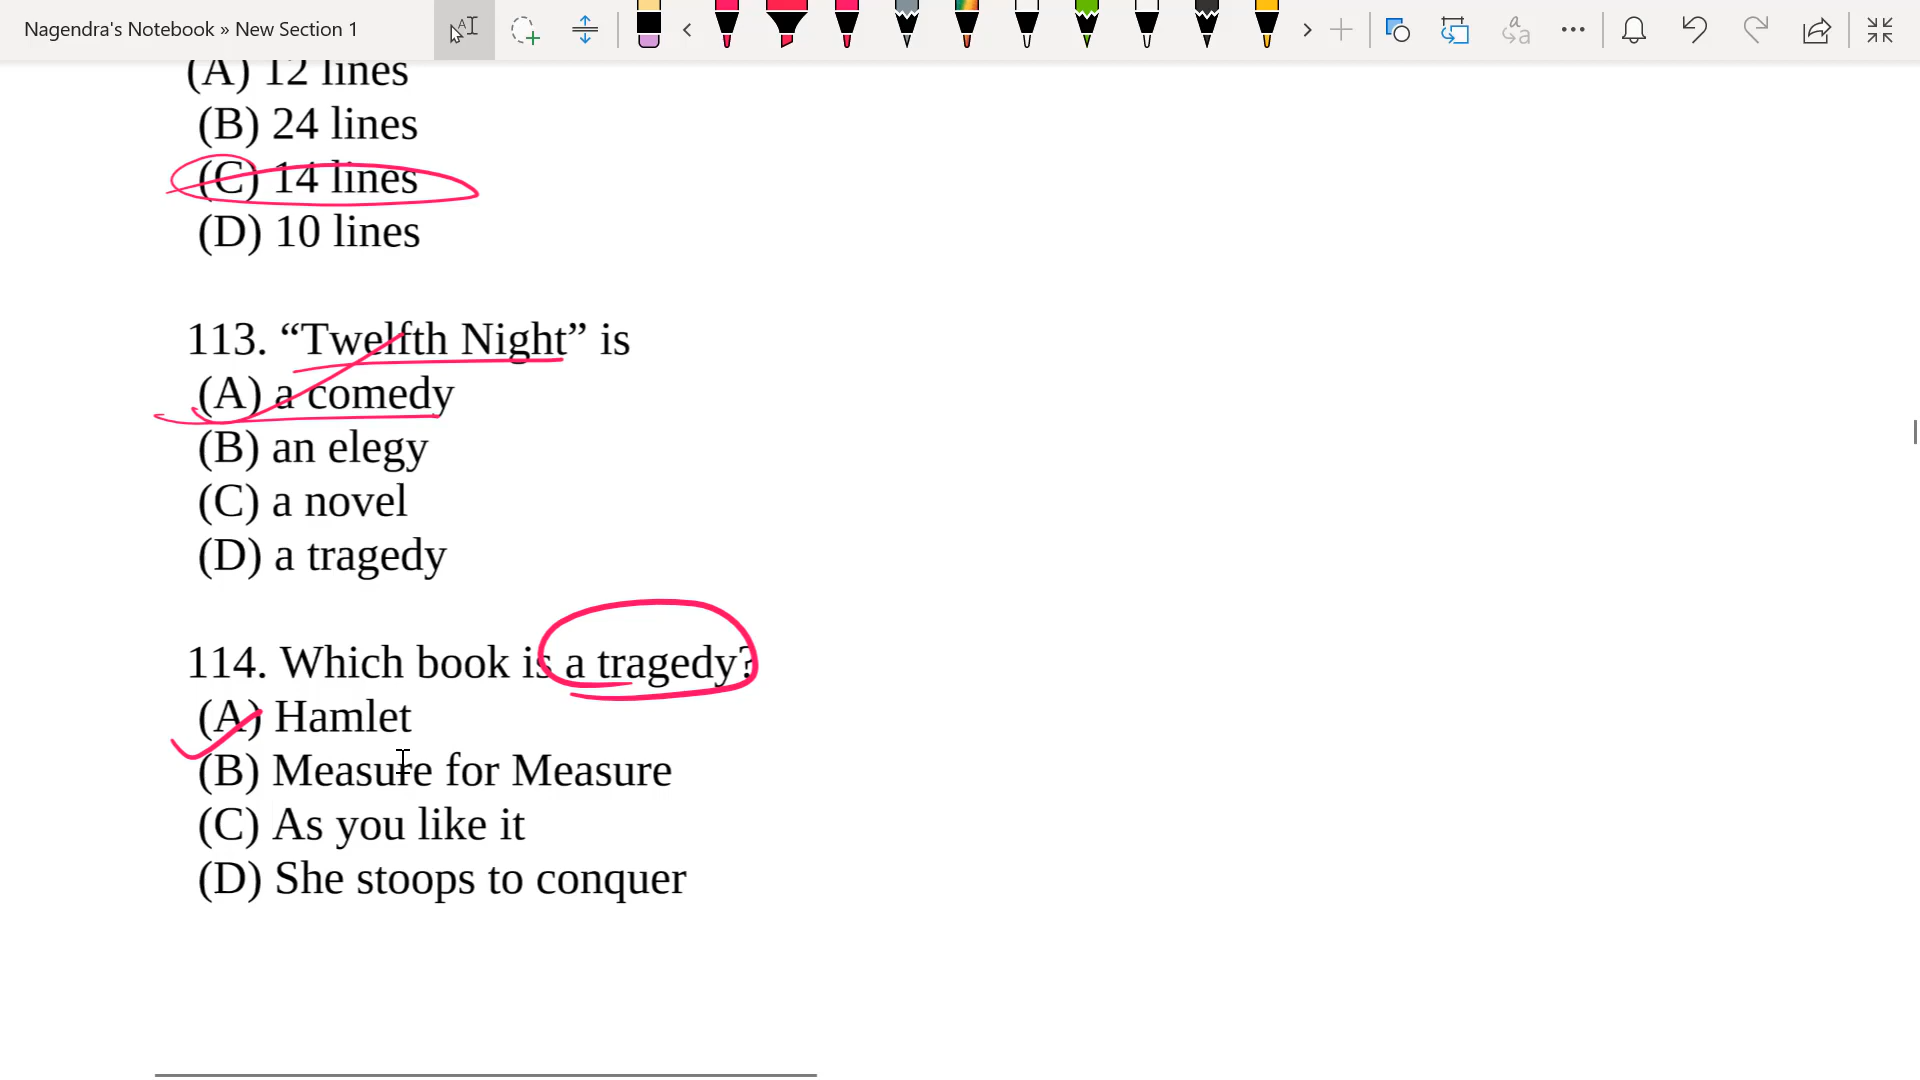 Nagendra's Notebook » New Section 1
(A) 12 lines
(B) 24 lines
(C) 14 lines
(D) 10 lines
113. “Twelfth Night” is
(A) a comedy
(B) an elegy
(C) a novel
(D) a tragedy
114. Which book is a tragedy?
(A) Hamlet
(B) Measure for Measure
(C) As you like it
(D) She stoops to conquer